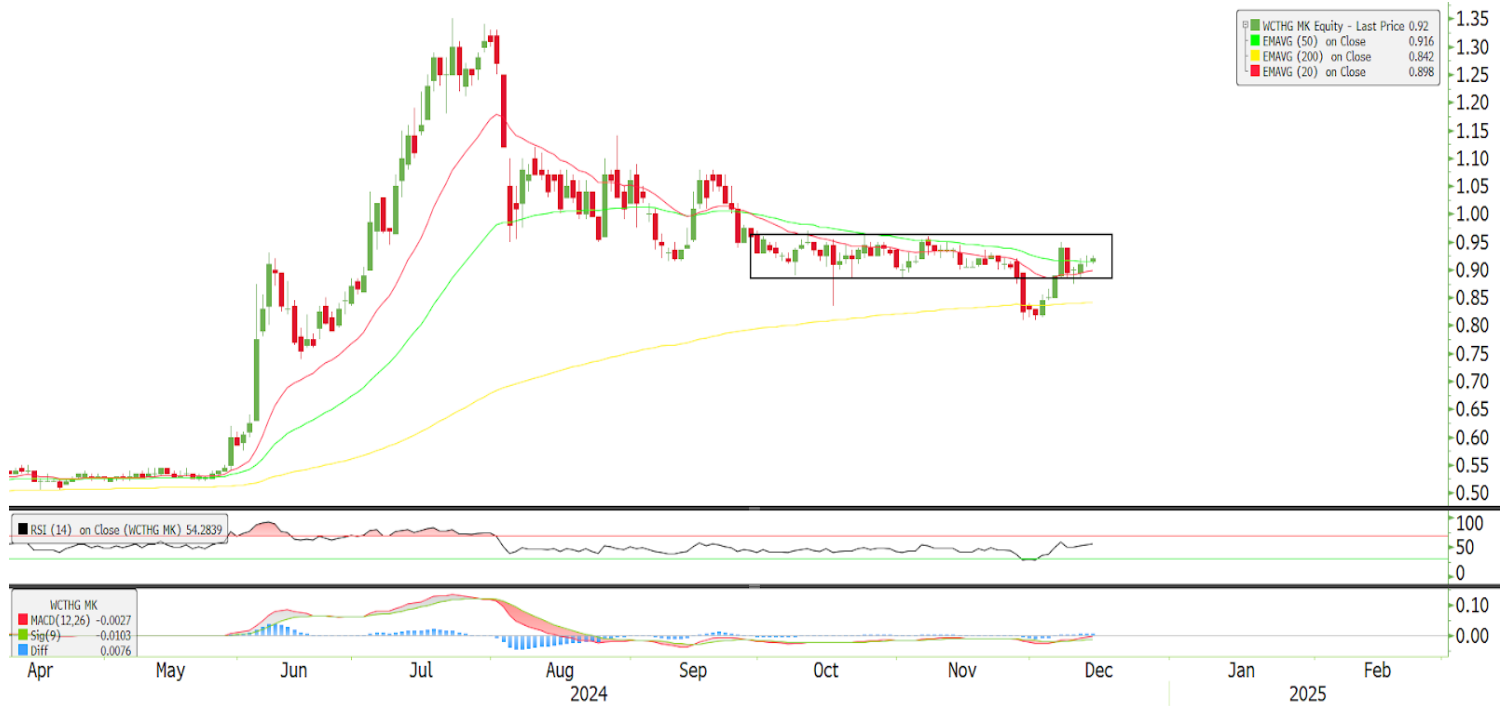 WCTHG MK Equity - Last Price 0.92
EMAVG (50) on Close 0.916
EMAVG (200) on Close 0.842
EMAVG (20) on Close 0.898
1.35
1.30
1.25
1.20
1.15
1.10
1.05
1.00
0.95
0.90
0.85
0.80
0.75
0.70
0.65
0.60
0.55
0.50
RSI (14) on Close (WCTHG MK) 54.2839
100
50
0
WCTHG MK
MACD(12,26) -0.0027
Sig(9) -0.0103
Diff 0.0076
0.10
0.00
Apr May Jun Jul Aug Sep Oct Nov Dec Jan Feb
2024 2025